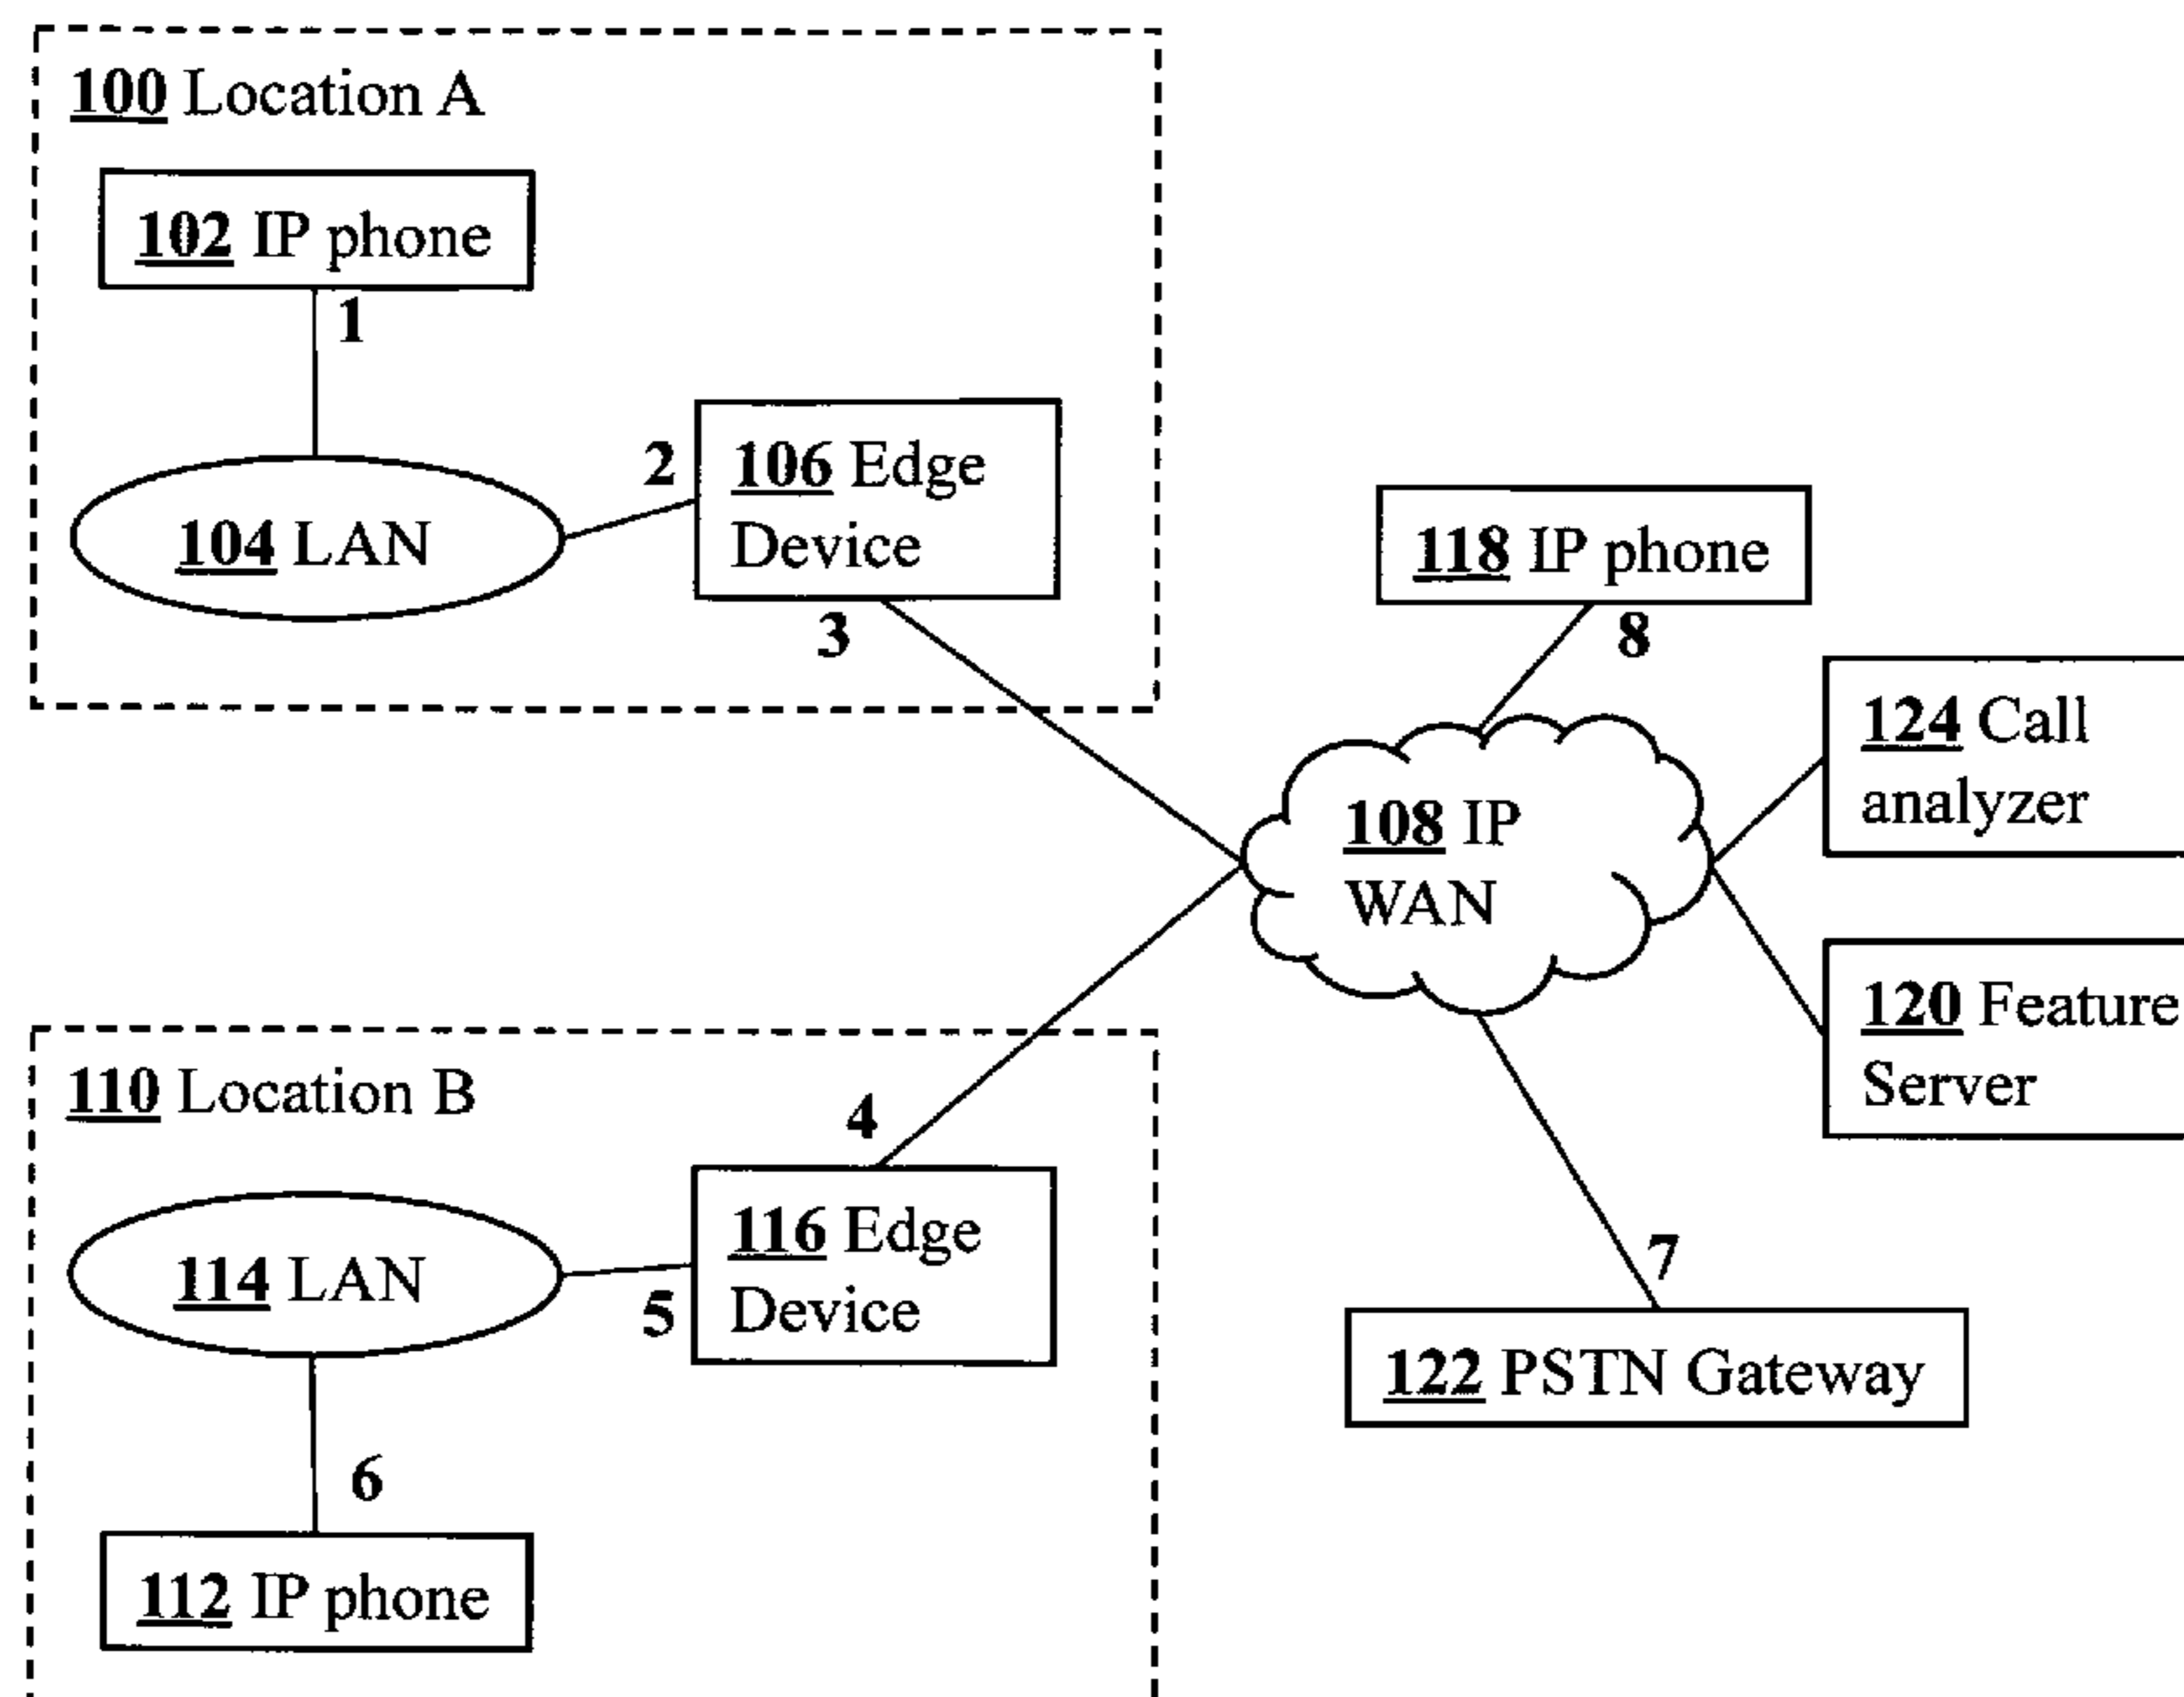 100 Location A
102 IP phone
1
2
106 Edge
Device
104 LAN
3
118 IP phone
8
124 Call
analyzer
108 IP
WAN
120 Feature
Server
110 Location B
4
116 Edge
Device
114 LAN
5
7
122 PSTN Gateway
6
112 IP phone